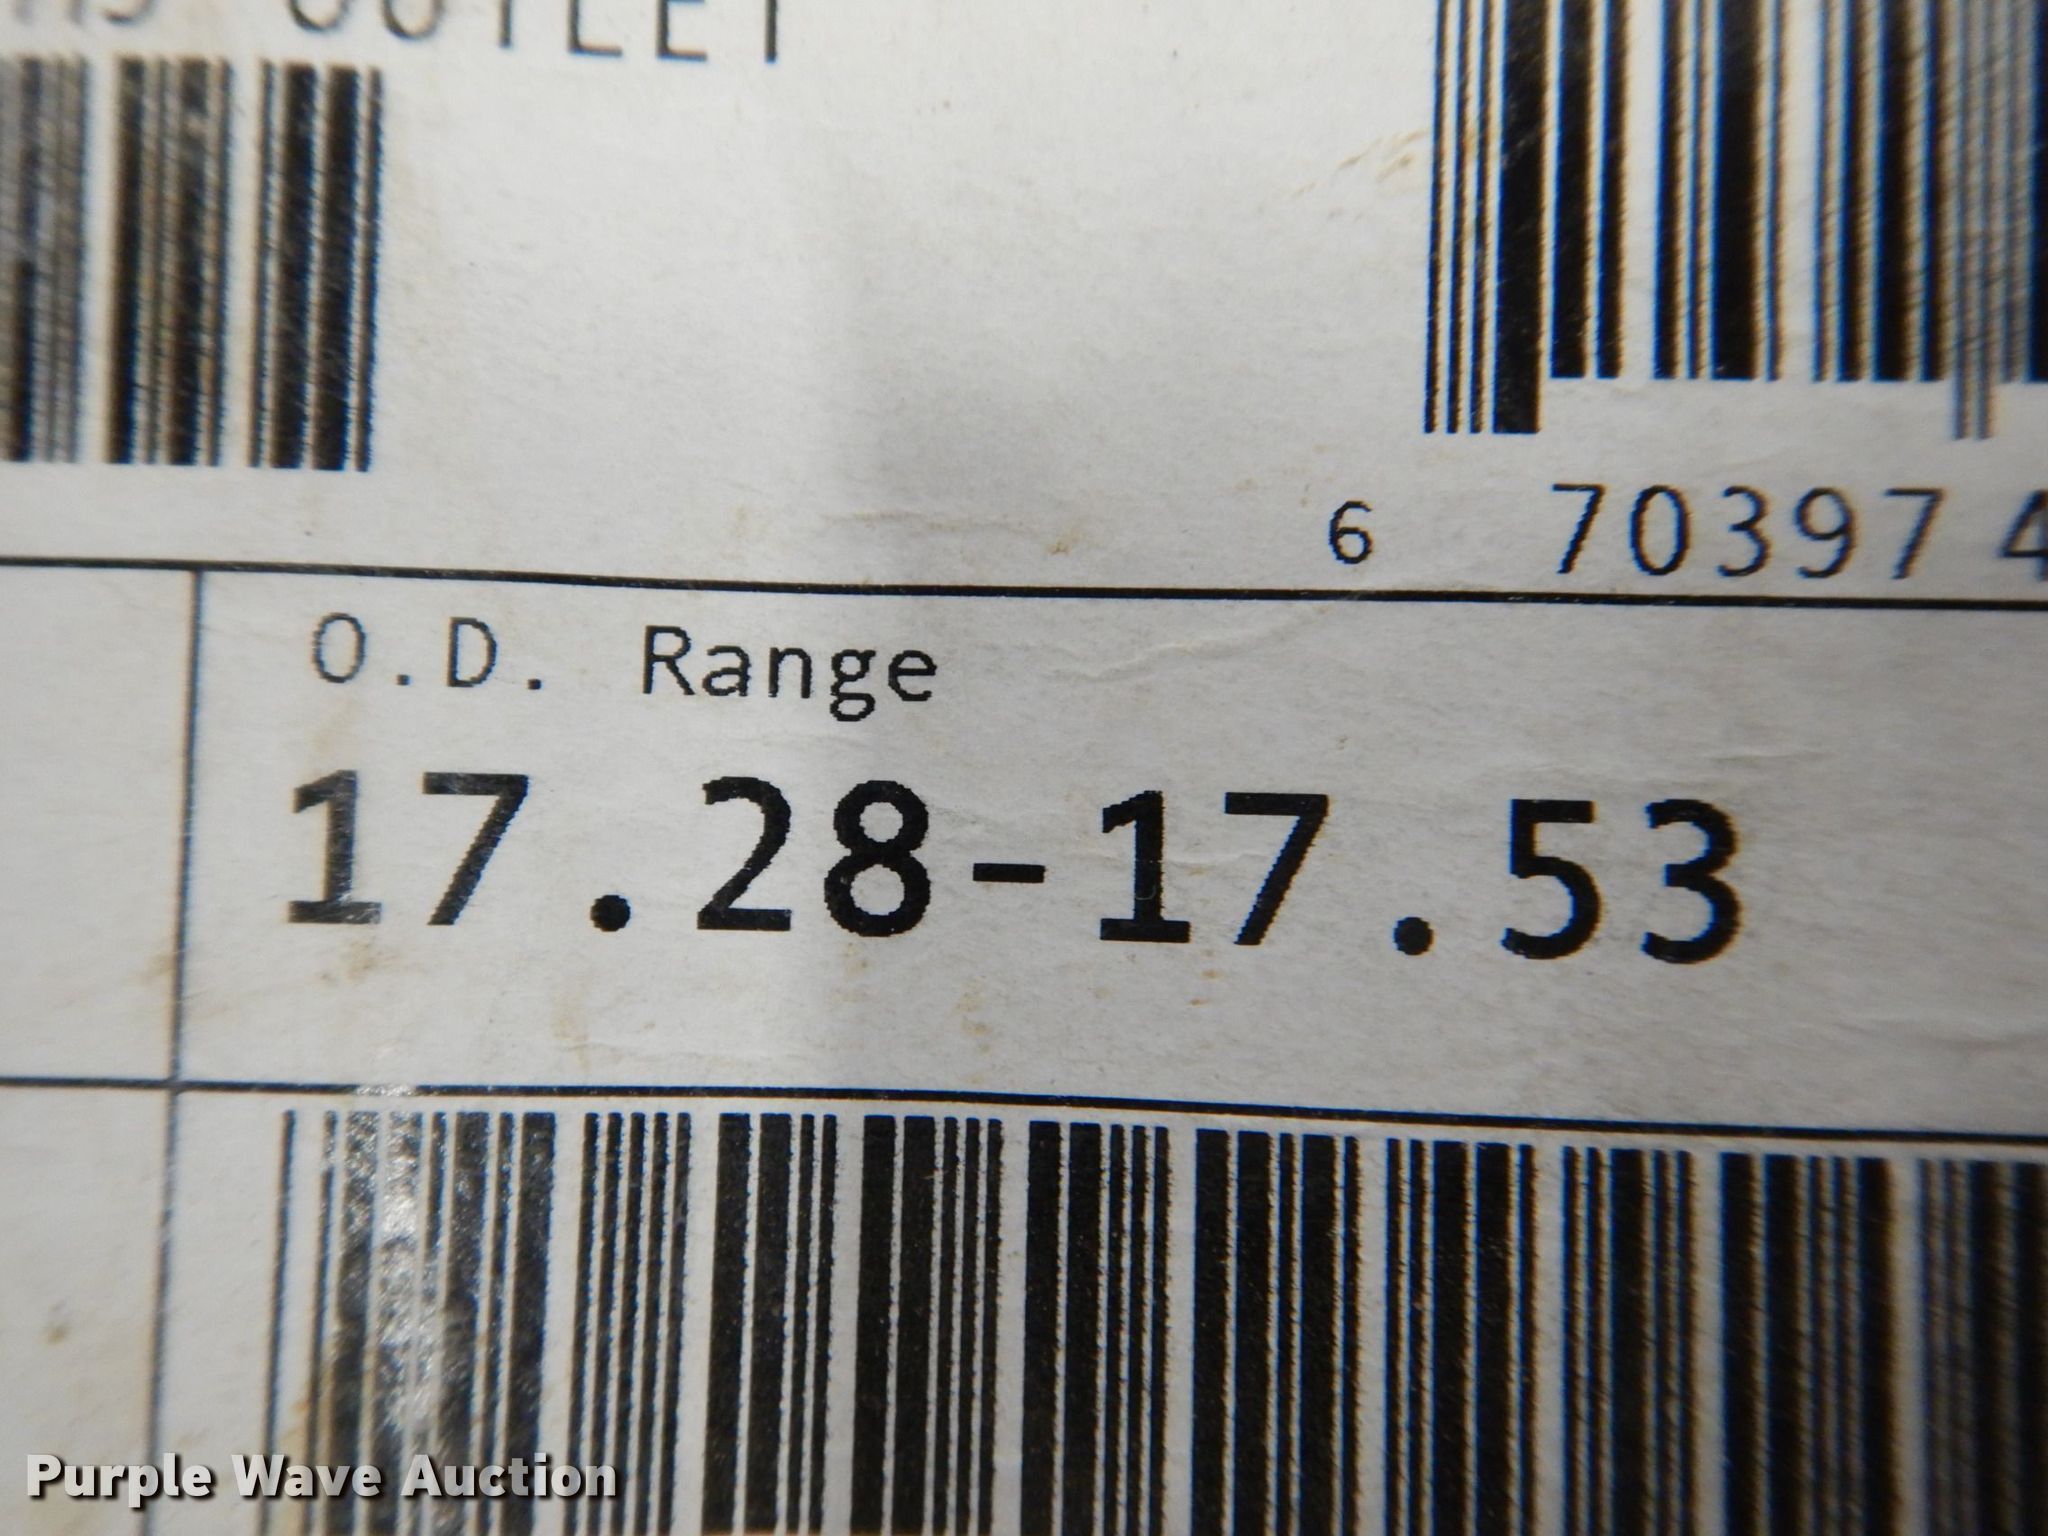 OUTLET
6 70397 4
O.D. Range
17.28-17.53
Purple Wave Auction